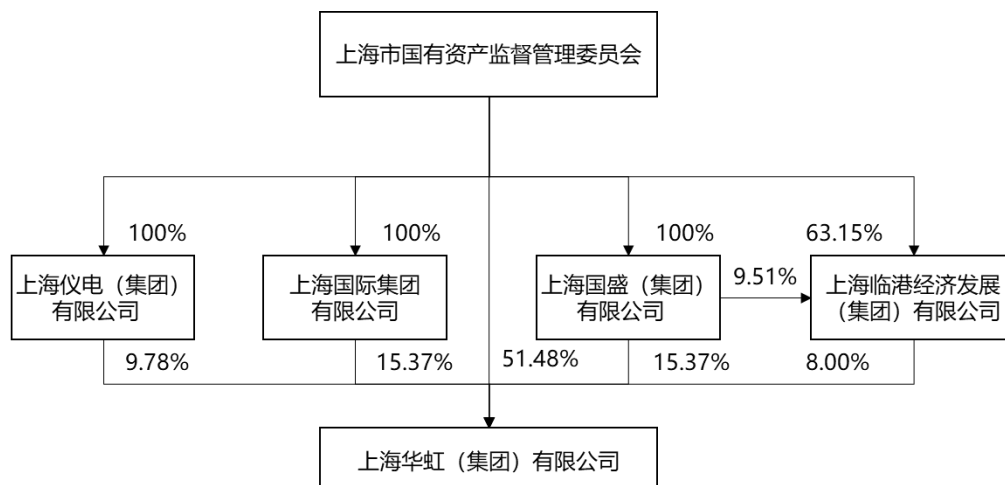 上海市国有资产监督管理委员会
100%
100%
100%
63.15%
上海仪电（集团）
有限公司
上海国际集团
有限公司
上海国盛（集团）
有限公司
9.51%
上海临港经济发展
（集团）有限公司
9.78%
15.37%
51.48%
15.37%
8.00%
上海华虹（集团）有限公司